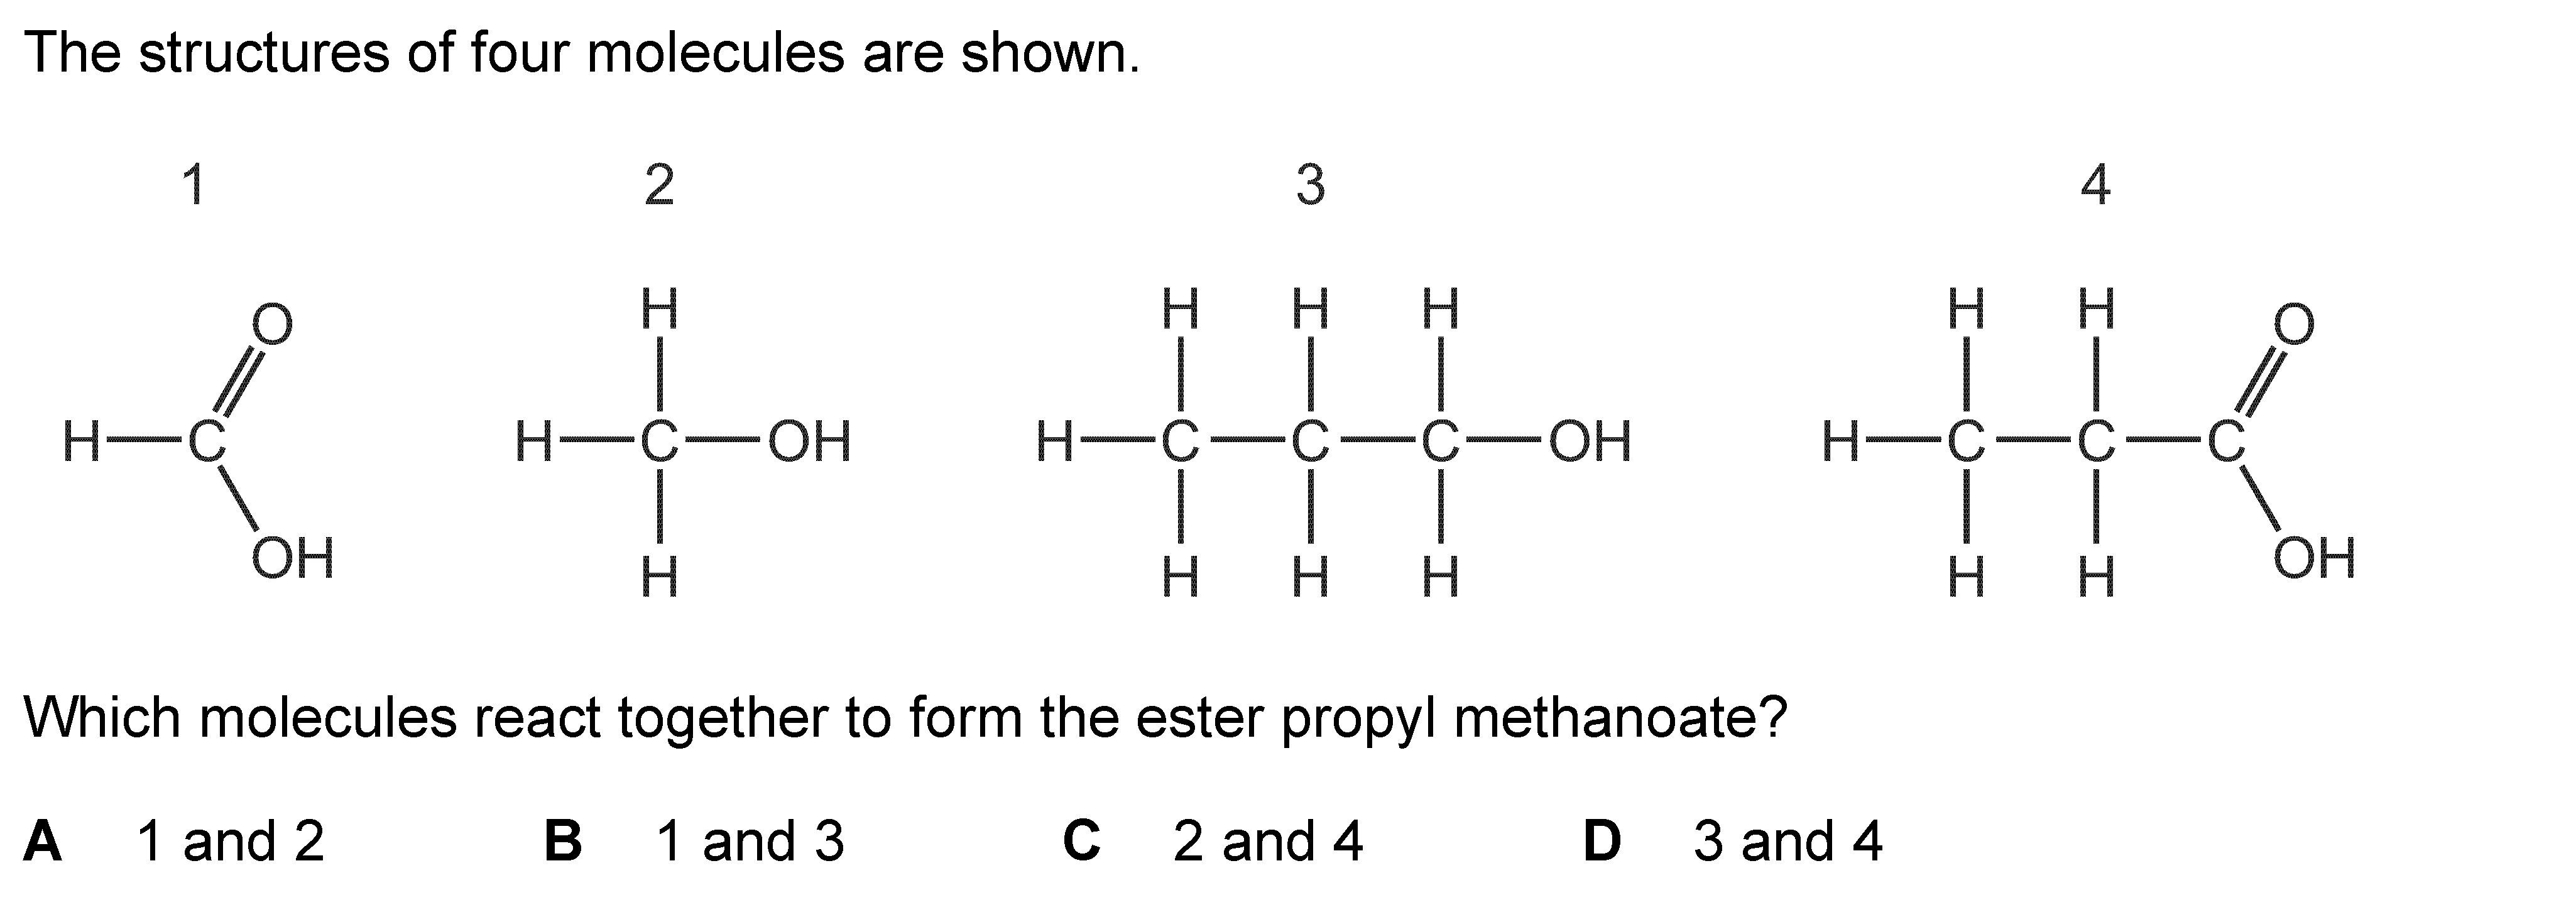 The structures of four molecules are shown.
1 2 3 4
H H H H H H
O O
H C H C OH H C C C OH H C C C
OH OH
H H H H H H
Which molecules react together to form the ester propyl methanoate?
A 1 and 2 B 1 and 3 C 2 and 4 D 3 and 4